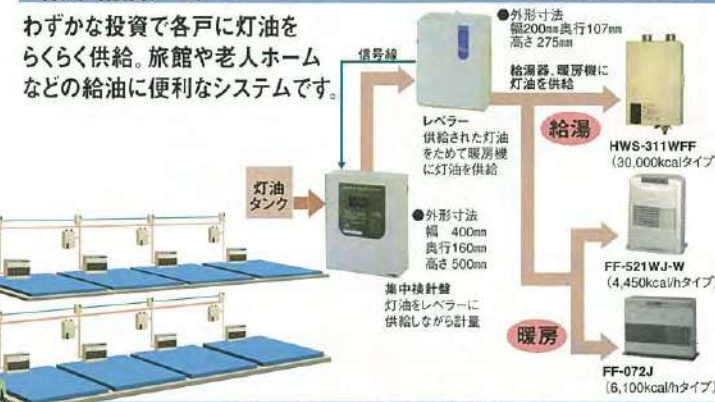 わずかな投資で各戸に灯油を
らくらく供給。旅館や老人ホーム
などの給油に便利なシステムです。
信号線
●外形寸法
幅200mm奥行107mm
高さ275mm
給湯器、暖房機に
灯油を供給
レベラー
供給された灯油
をためて暖房機
に灯油を供給
給湯
HWS-311WFF
(30,000kcalタイプ)
灯油
タンク
●外形寸法
幅 400mm
奥行160mm
高さ500mm
集中検針盤
灯油をレベラーに
供給しながら計量
FF-521WJ-W
(4,450kcal/hタイプ)
暖房
FF-072J
(6,100kcal/hタイプ)